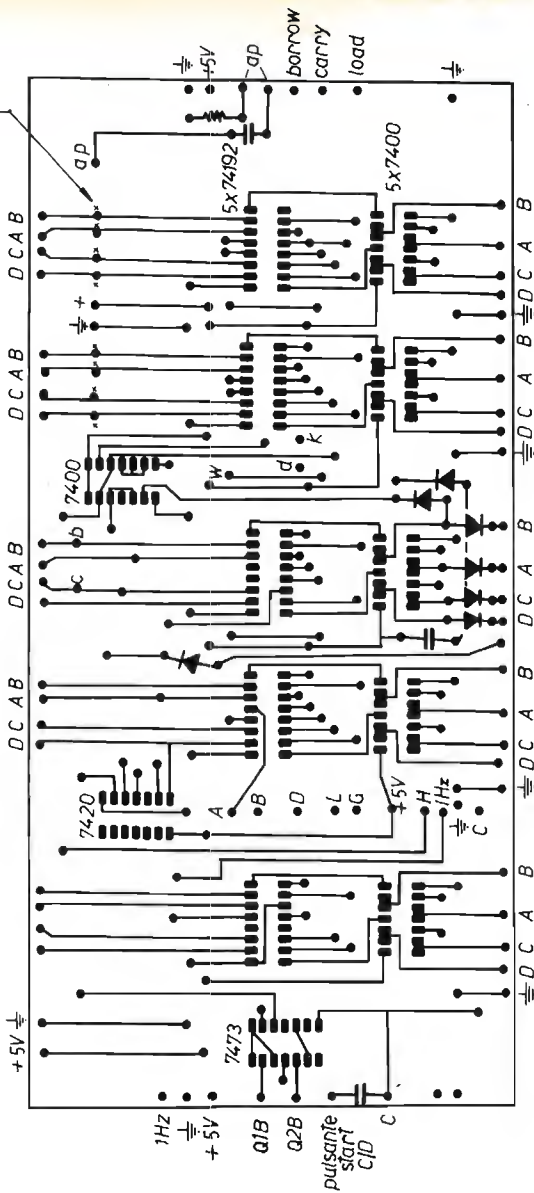 +5V
D C A B
D C A B
D C A B
D C A B
ap
+
+5V
ap
borrow
carry
load
7420
7400
b
c
w
d
k
5x74192
5x7400
7473
1Hz
+5V
Q1B
Q2B
pulsante
start
C/D
C
A
B
D
L
G
+5V
H
1Hz
C
D C A B
D C A B
D C A B
D C A B
D C A B